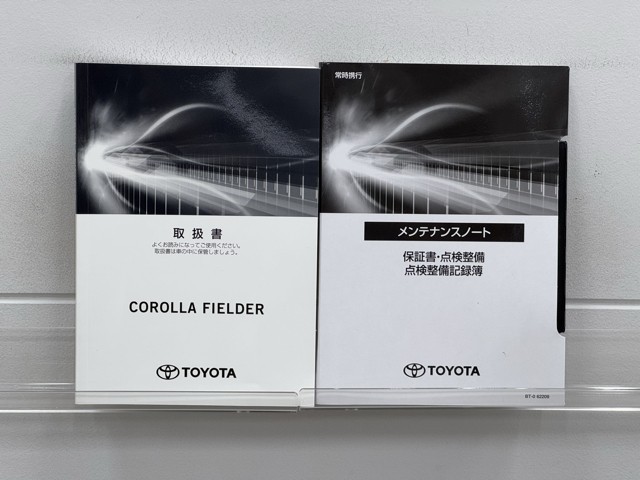 取扱書
よくお読みになってご使用ください。
取扱書は車の中に保管しましょう。
COROLLA FIELDER
TOYOTA
常時携行
メンテナンスノート
保証書・点検整備
点検整備記録簿
TOYOTA